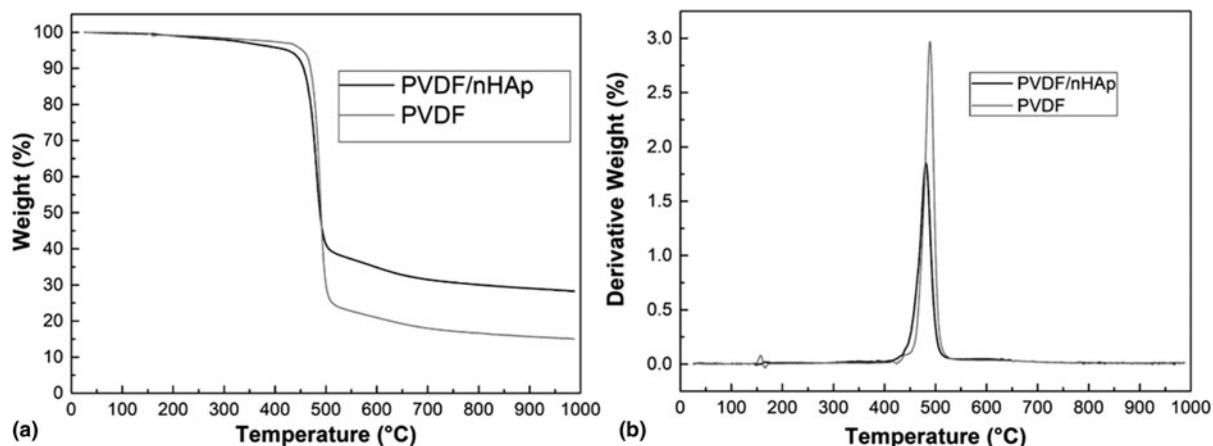 100
90
80
70
60
50
40
30
20
10
0
Weight (%)
PVDF/nHAp
PVDF
0 100 200 300 400 500 600 700 800 900 1000
(a)
Temperature (°C)
3.0
2.5
2.0
1.5
1.0
0.5
0.0
Derivative Weight (%)
PVDF/nHAp
PVDF
0 100 200 300 400 500 600 700 800 900 1000
(b)
Temperature (°C)